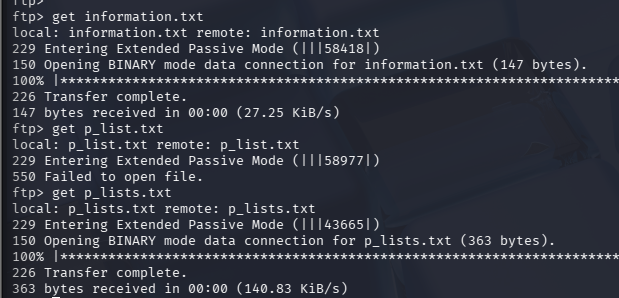 ftp>
ftp> get information.txt
local: information.txt remote: information.txt
229 Entering Extended Passive Mode (|||58418|)
150 Opening BINARY mode data connection for information.txt (147 bytes).
100% |***********************************************************************
226 Transfer complete.
147 bytes received in 00:00 (27.25 KiB/s)
ftp> get p_list.txt
local: p_list.txt remote: p_list.txt
229 Entering Extended Passive Mode (|||58977|)
550 Failed to open file.
ftp> get p_lists.txt
local: p_lists.txt remote: p_lists.txt
229 Entering Extended Passive Mode (|||43665|)
150 Opening BINARY mode data connection for p_lists.txt (363 bytes).
100% |***********************************************************************
226 Transfer complete.
363 bytes received in 00:00 (140.83 KiB/s)